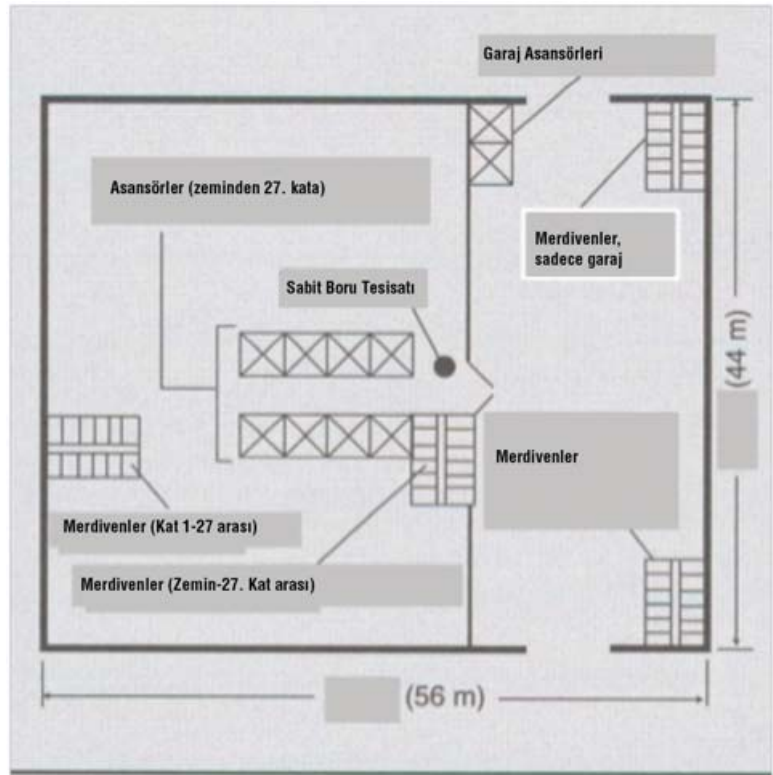 Garaj Asansörleri
Asansörler (zeminden 27. kata)
Merdivenler,
sadece garaj
Sabit Boru Tesisatı
(44 m)
Merdivenler
Merdivenler (Kat 1-27 arası)
Merdivenler (Zemin-27. Kat arası)
(56 m)